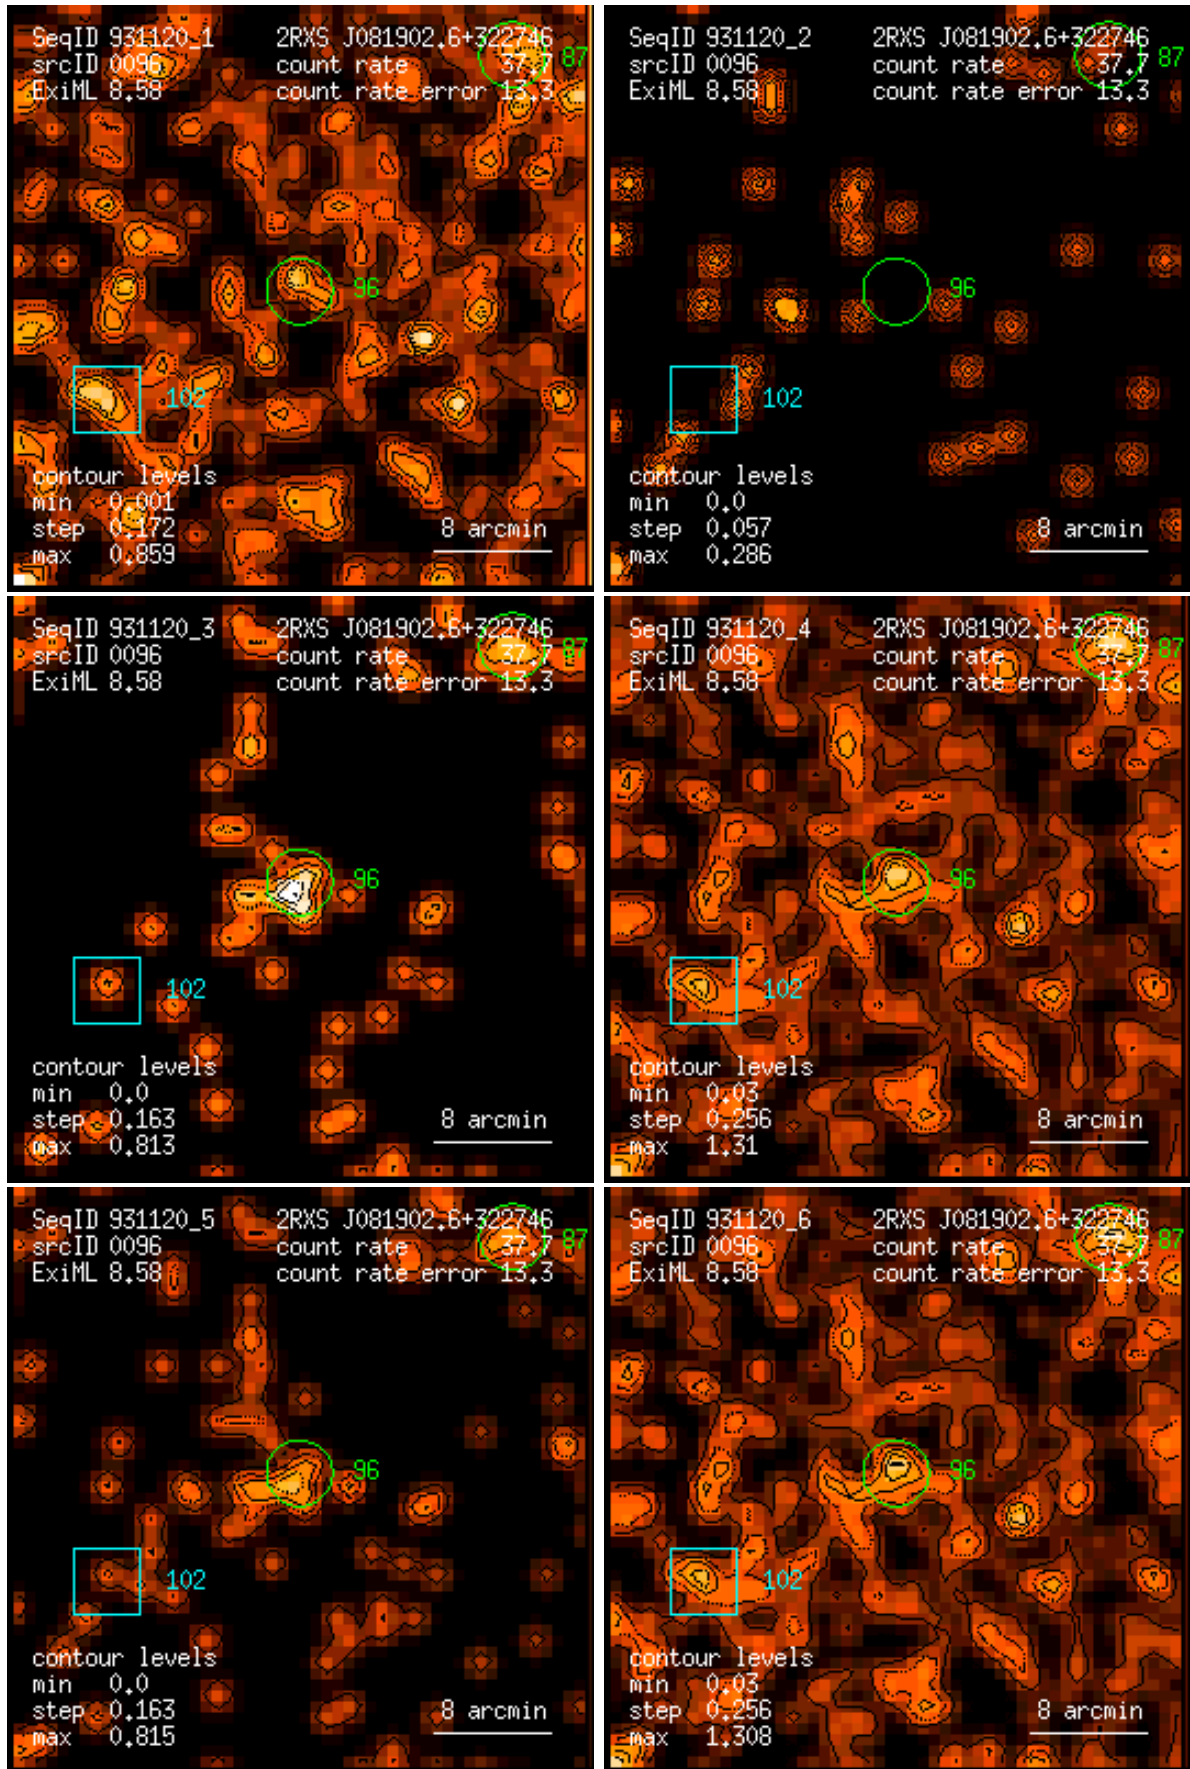 SeqID 931120_1 2RXS J081902.6+322746
srcID 0096 count rate 37.7 87
ExiML 8.58 count rate error 13.3
96
102
contour levels
min 0.001
step 0.172 8 arcmin
max 0.859
SeqID 931120_2 2RXS J081902.6+322746
srcID 0096 count rate 37.7 87
ExiML 8.58 count rate error 13.3
96
102
contour levels
min 0.0
step 0.057 8 arcmin
max 0.286
SeqID 931120_3 2RXS J081902.6+322746
srcID 0096 count rate 37.7 87
ExiML 8.58 count rate error 13.3
96
102
contour levels
min 0.0
step 0.163 8 arcmin
max 0.813
SeqID 931120_4 2RXS J081902.6+322746
srcID 0096 count rate 37.7 87
ExiML 8.58 count rate error 13.3
96
102
contour levels
min 0.03
step 0.256 8 arcmin
max 1.31
SeqID 931120_5 2RXS J081902.6+322746
srcID 0096 count rate 37.7 87
ExiML 8.58 count rate error 13.3
96
102
contour levels
min 0.0
step 0.163 8 arcmin
max 0.815
SeqID 931120_6 2RXS J081902.6+322746
srcID 0096 count rate 37.7 87
ExiML 8.58 count rate error 13.3
96
102
contour levels
min 0.03
step 0.256 8 arcmin
max 1.308